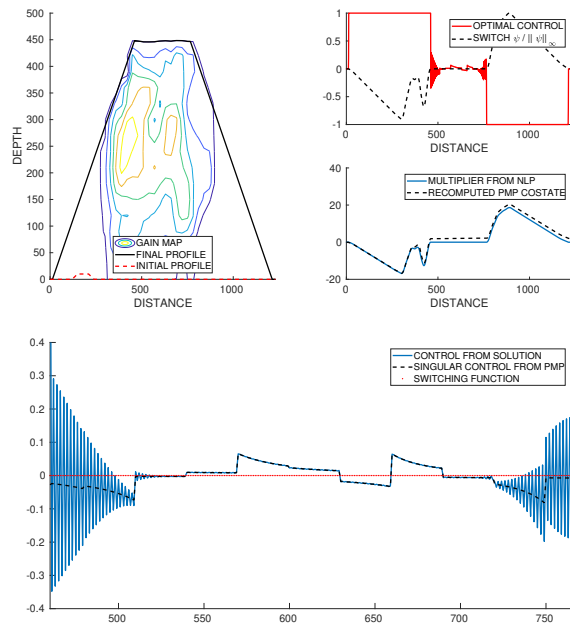 500
450
400
350
300
250
200
150
100
50
0
DEPTH
GAIN MAP
FINAL PROFILE
INITIAL PROFILE
0 500 1000
DISTANCE
1
0.5
0
-0.5
-1
OPTIMAL CONTROL
SWITCH ψ / || ψ||∞
0 500 1000
DISTANCE
40
20
0
-20
MULTIPLIER FROM NLP
RECOMPUTED PMP COSTATE
0 500 1000
DISTANCE
0.4
0.3
0.2
0.1
0
-0.1
-0.2
-0.3
-0.4
CONTROL FROM SOLUTION
SINGULAR CONTROL FROM PMP
SWITCHING FUNCTION
500 550 600 650 700 750